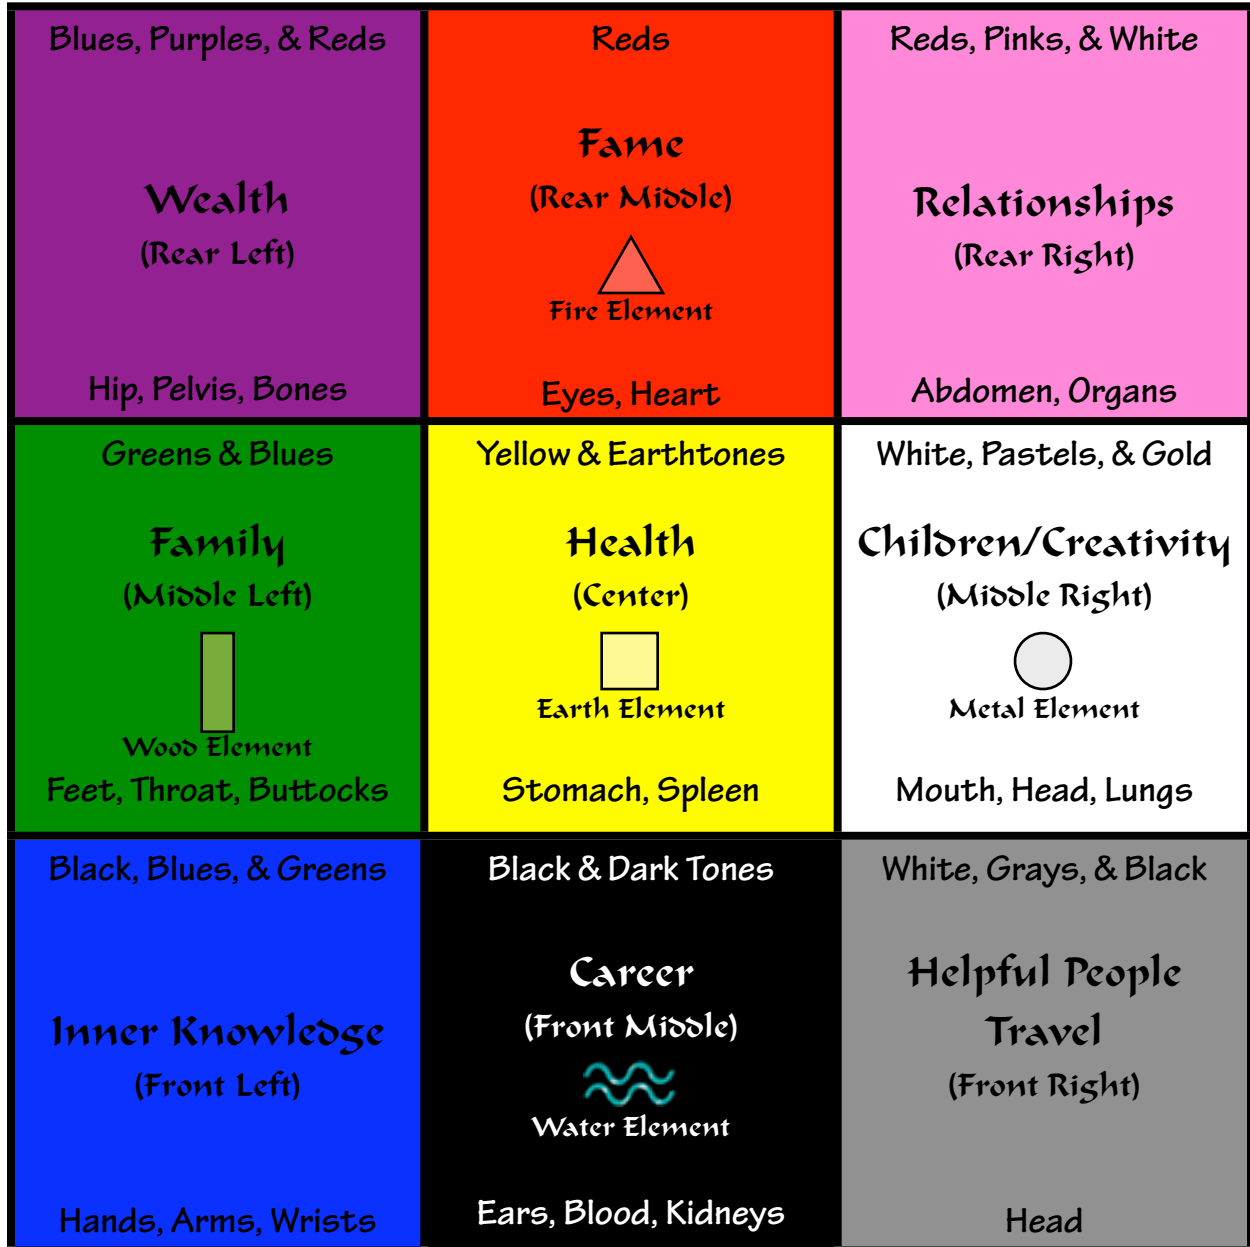 Blues, Purples, & Reds
Wealth
(Rear Left)
Hip, Pelvis, Bones
Reds
Fame
(Rear Middle)
Fire Element
Eyes, Heart
Reds, Pinks, & White
Relationships
(Rear Right)
Abdomen, Organs
Greens & Blues
Family
(Middle Left)
Wood Element
Feet, Throat, Buttocks
Yellow & Earthtones
Health
(Center)
Earth Element
Stomach, Spleen
White, Pastels, & Gold
Children/Creativity
(Middle Right)
Metal Element
Mouth, Head, Lungs
Black, Blues, & Greens
Inner Knowledge
(Front Left)
Hands, Arms, Wrists
Black & Dark Tones
Career
(Front Middle)
Water Element
Ears, Blood, Kidneys
White, Grays, & Black
Helpful People
Travel
(Front Right)
Head